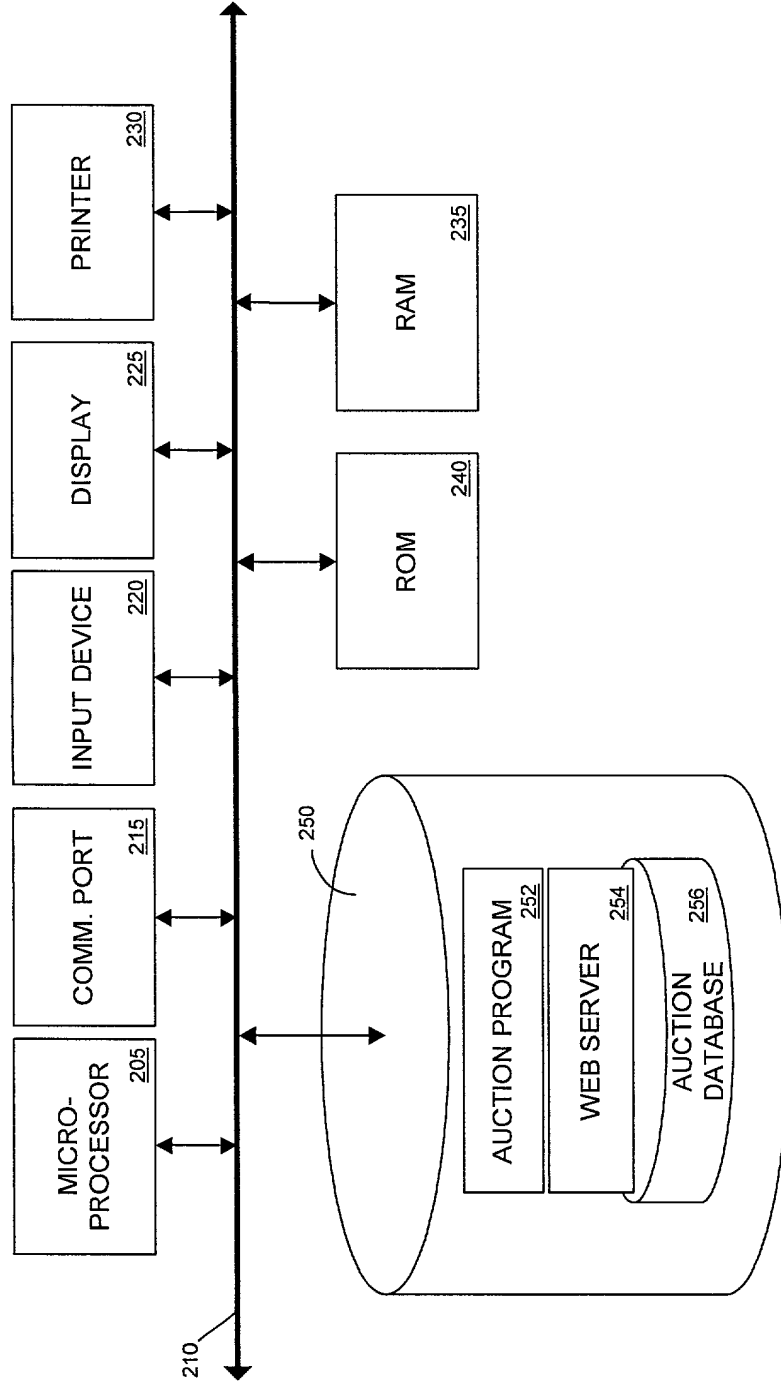 MICRO-
PROCESSOR
205
COMM. PORT
215
INPUT DEVICE
220
DISPLAY
225
PRINTER
230
210
250
AUCTION PROGRAM
252
WEB SERVER
254
AUCTION
DATABASE
256
ROM
240
RAM
235